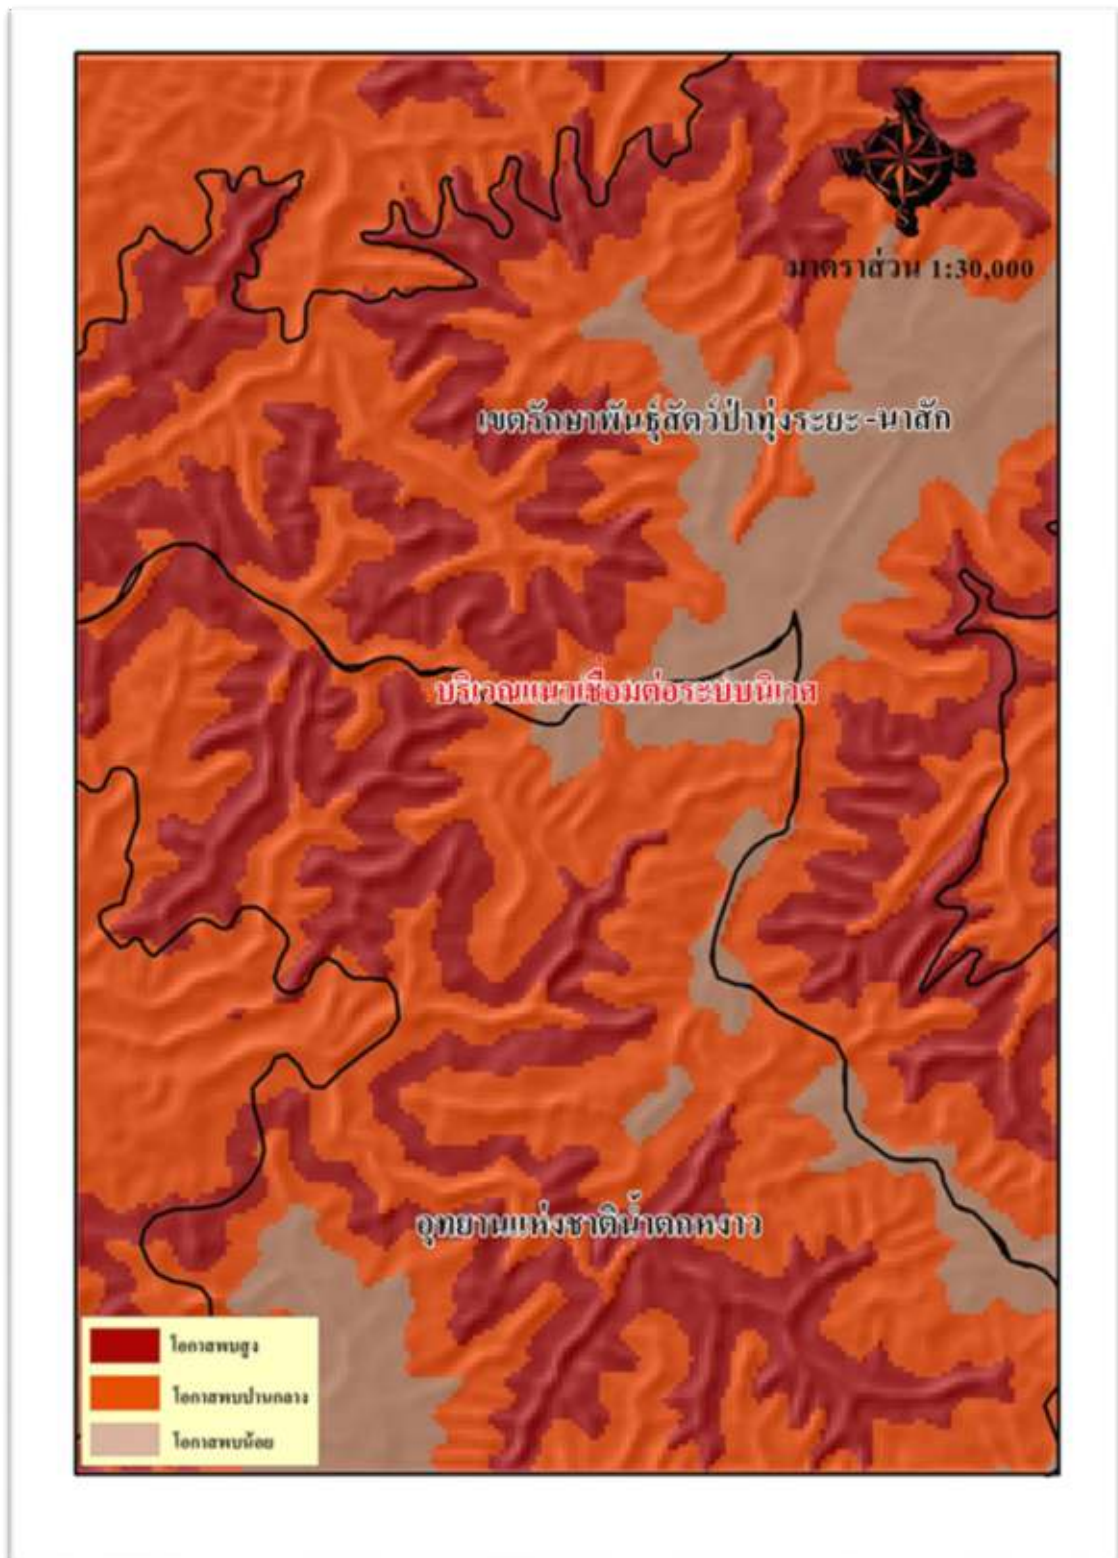 มาตราส่วน 1:30,000
เขตรักษาพันธุ์สัตว์ป่าทุ่งระยะ-นาสัก
บริเวณแนวเชื่อมต่อระบบนิเวศ
อุทยานแห่งชาติน้ำตกหงาว
โอกาสพบสูง
โอกาสพบปานกลาง
โอกาสพบน้อย